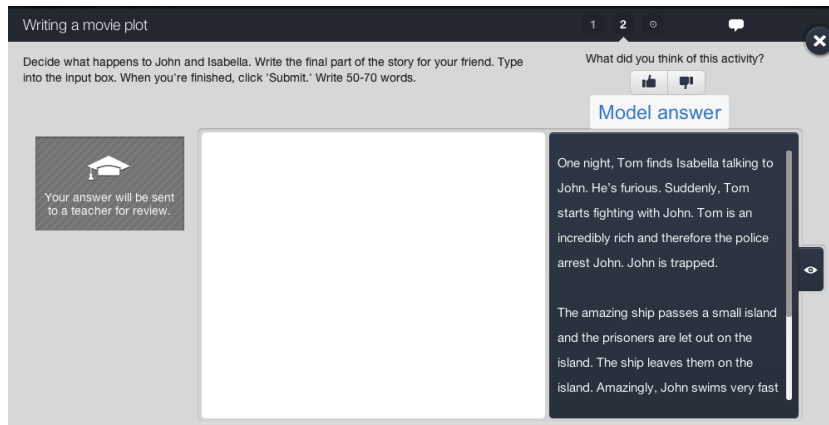 Writing a movie plot
1 2
Decide what happens to John and Isabella. Write the final part of the story for your friend. Type
into the input box. When you're finished, click 'Submit.' Write 50-70 words.
What did you think of this activity?
Model answer
Your answer will be sent
to a teacher for review.
One night, Tom finds Isabella talking to
John. He's furious. Suddenly, Tom
starts fighting with John. Tom is an
incredibly rich and therefore the police
arrest John. John is trapped.
The amazing ship passes a small island
and the prisoners are let out on the
island. The ship leaves them on the
island. Amazingly, John swims very fast